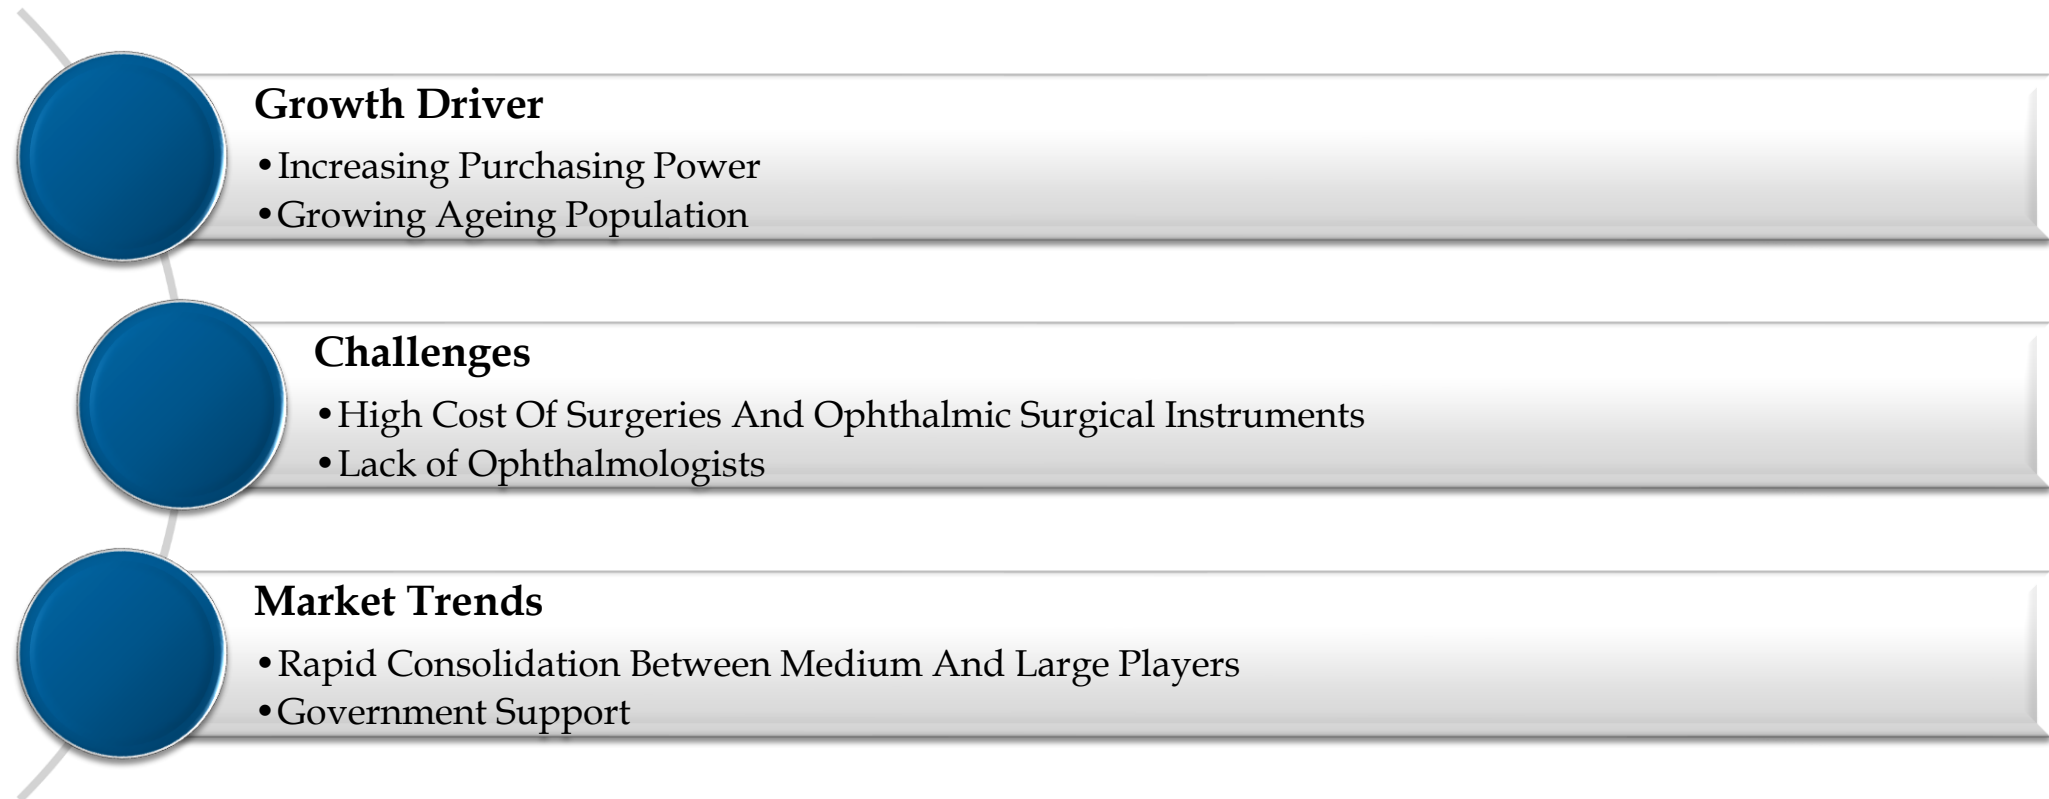 Growth Driver
•Increasing Purchasing Power
•Growing Ageing Population
Challenges
•High Cost Of Surgeries And Ophthalmic Surgical Instruments
•Lack of Ophthalmologists
Market Trends
•Rapid Consolidation Between Medium And Large Players
•Government Support